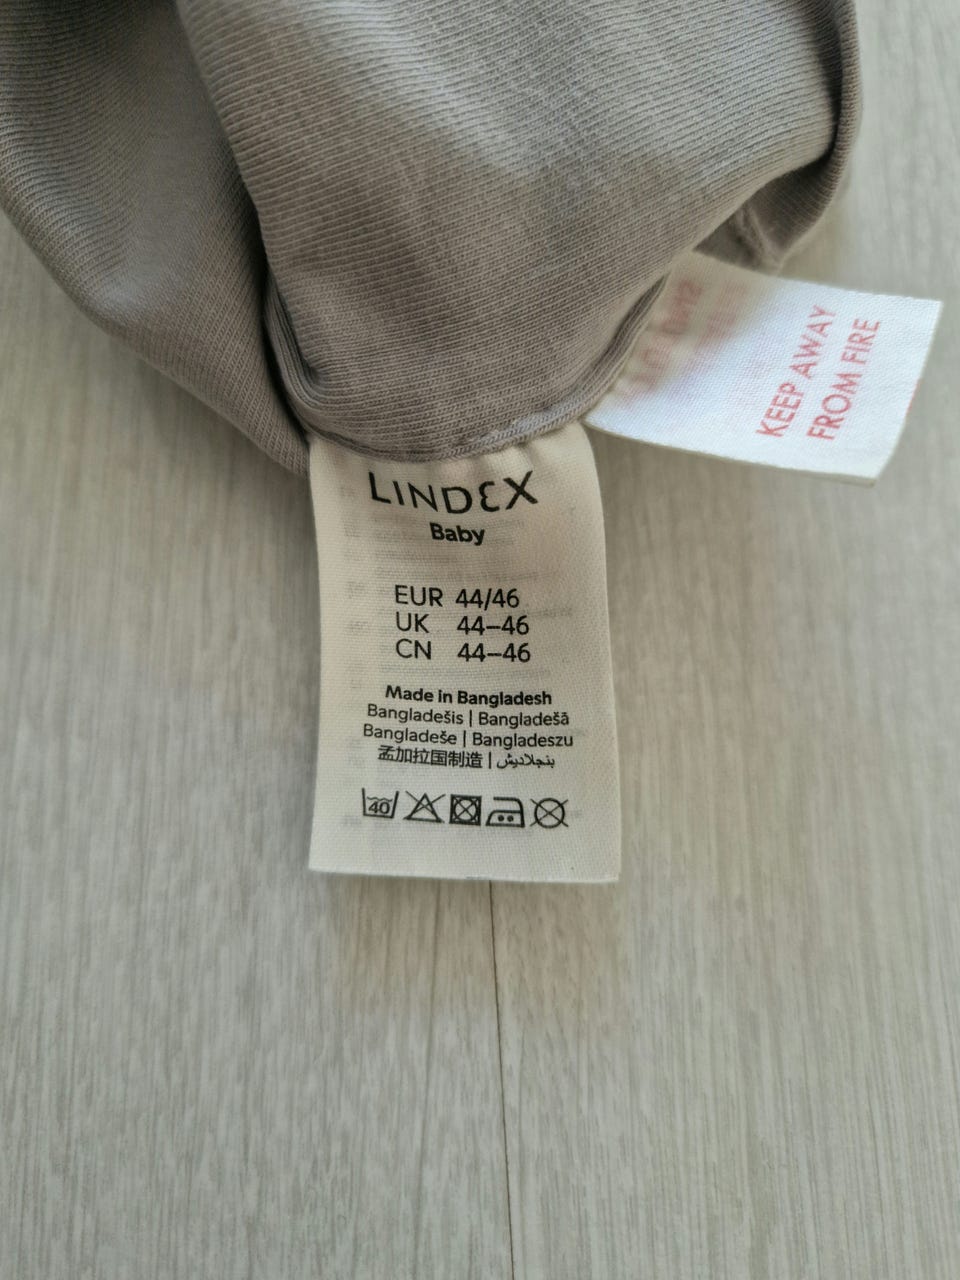 LINDEX
Baby
EUR 44/46
UK 44–46
CN 44–46
Made in Bangladesh
Bangladešis | Bangladešā
Bangladeše | Bangladeszu
孟加拉国制造 | بنجلاديش
40
KEEP AWAY
FROM FIRE